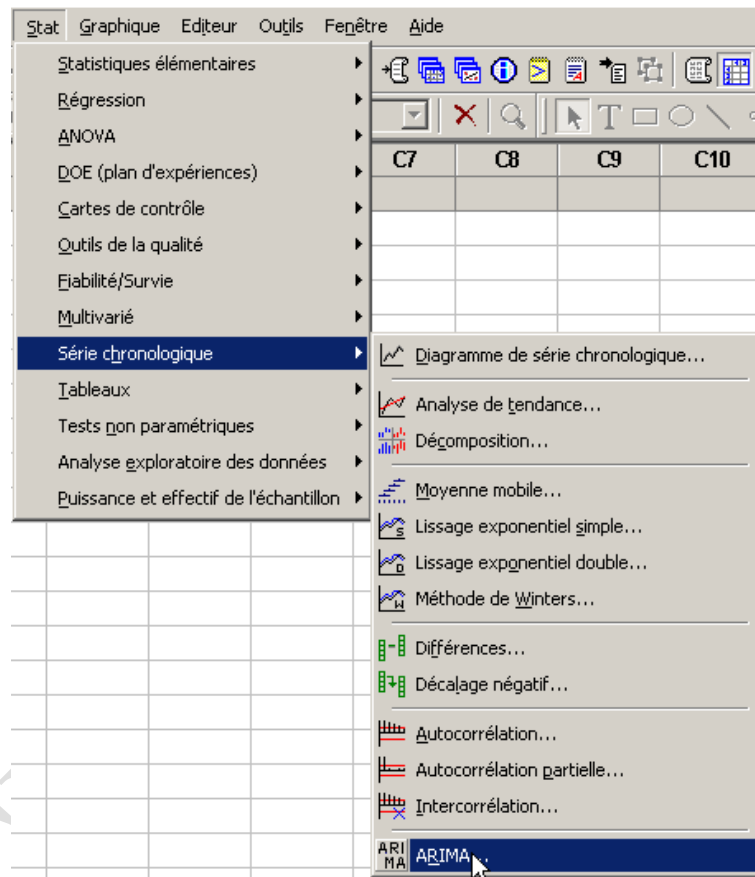 Stat Graphique Editeur Outils Fenêtre Aide
Statistiques élémentaires
Régression
ANOVA
DOE (plan d'expériences)
Cartes de contrôle
Outils de la qualité
Fiabilité/Survie
Multivarié
Série chronologique
Tableaux
Tests non paramétriques
Analyse exploratoire des données
Puissance et effectif de l'échantillon
C7 C8 C9 C10
Diagramme de série chronologique...
Analyse de tendance...
Décomposition...
Moyenne mobile...
Lissage exponentiel simple...
Lissage exponentiel double...
Méthode de Winters...
Différences...
Décalage négatif...
Autocorrélation...
Autocorrélation partielle...
Intercorrélation...
ARI
MA
ARIMA...